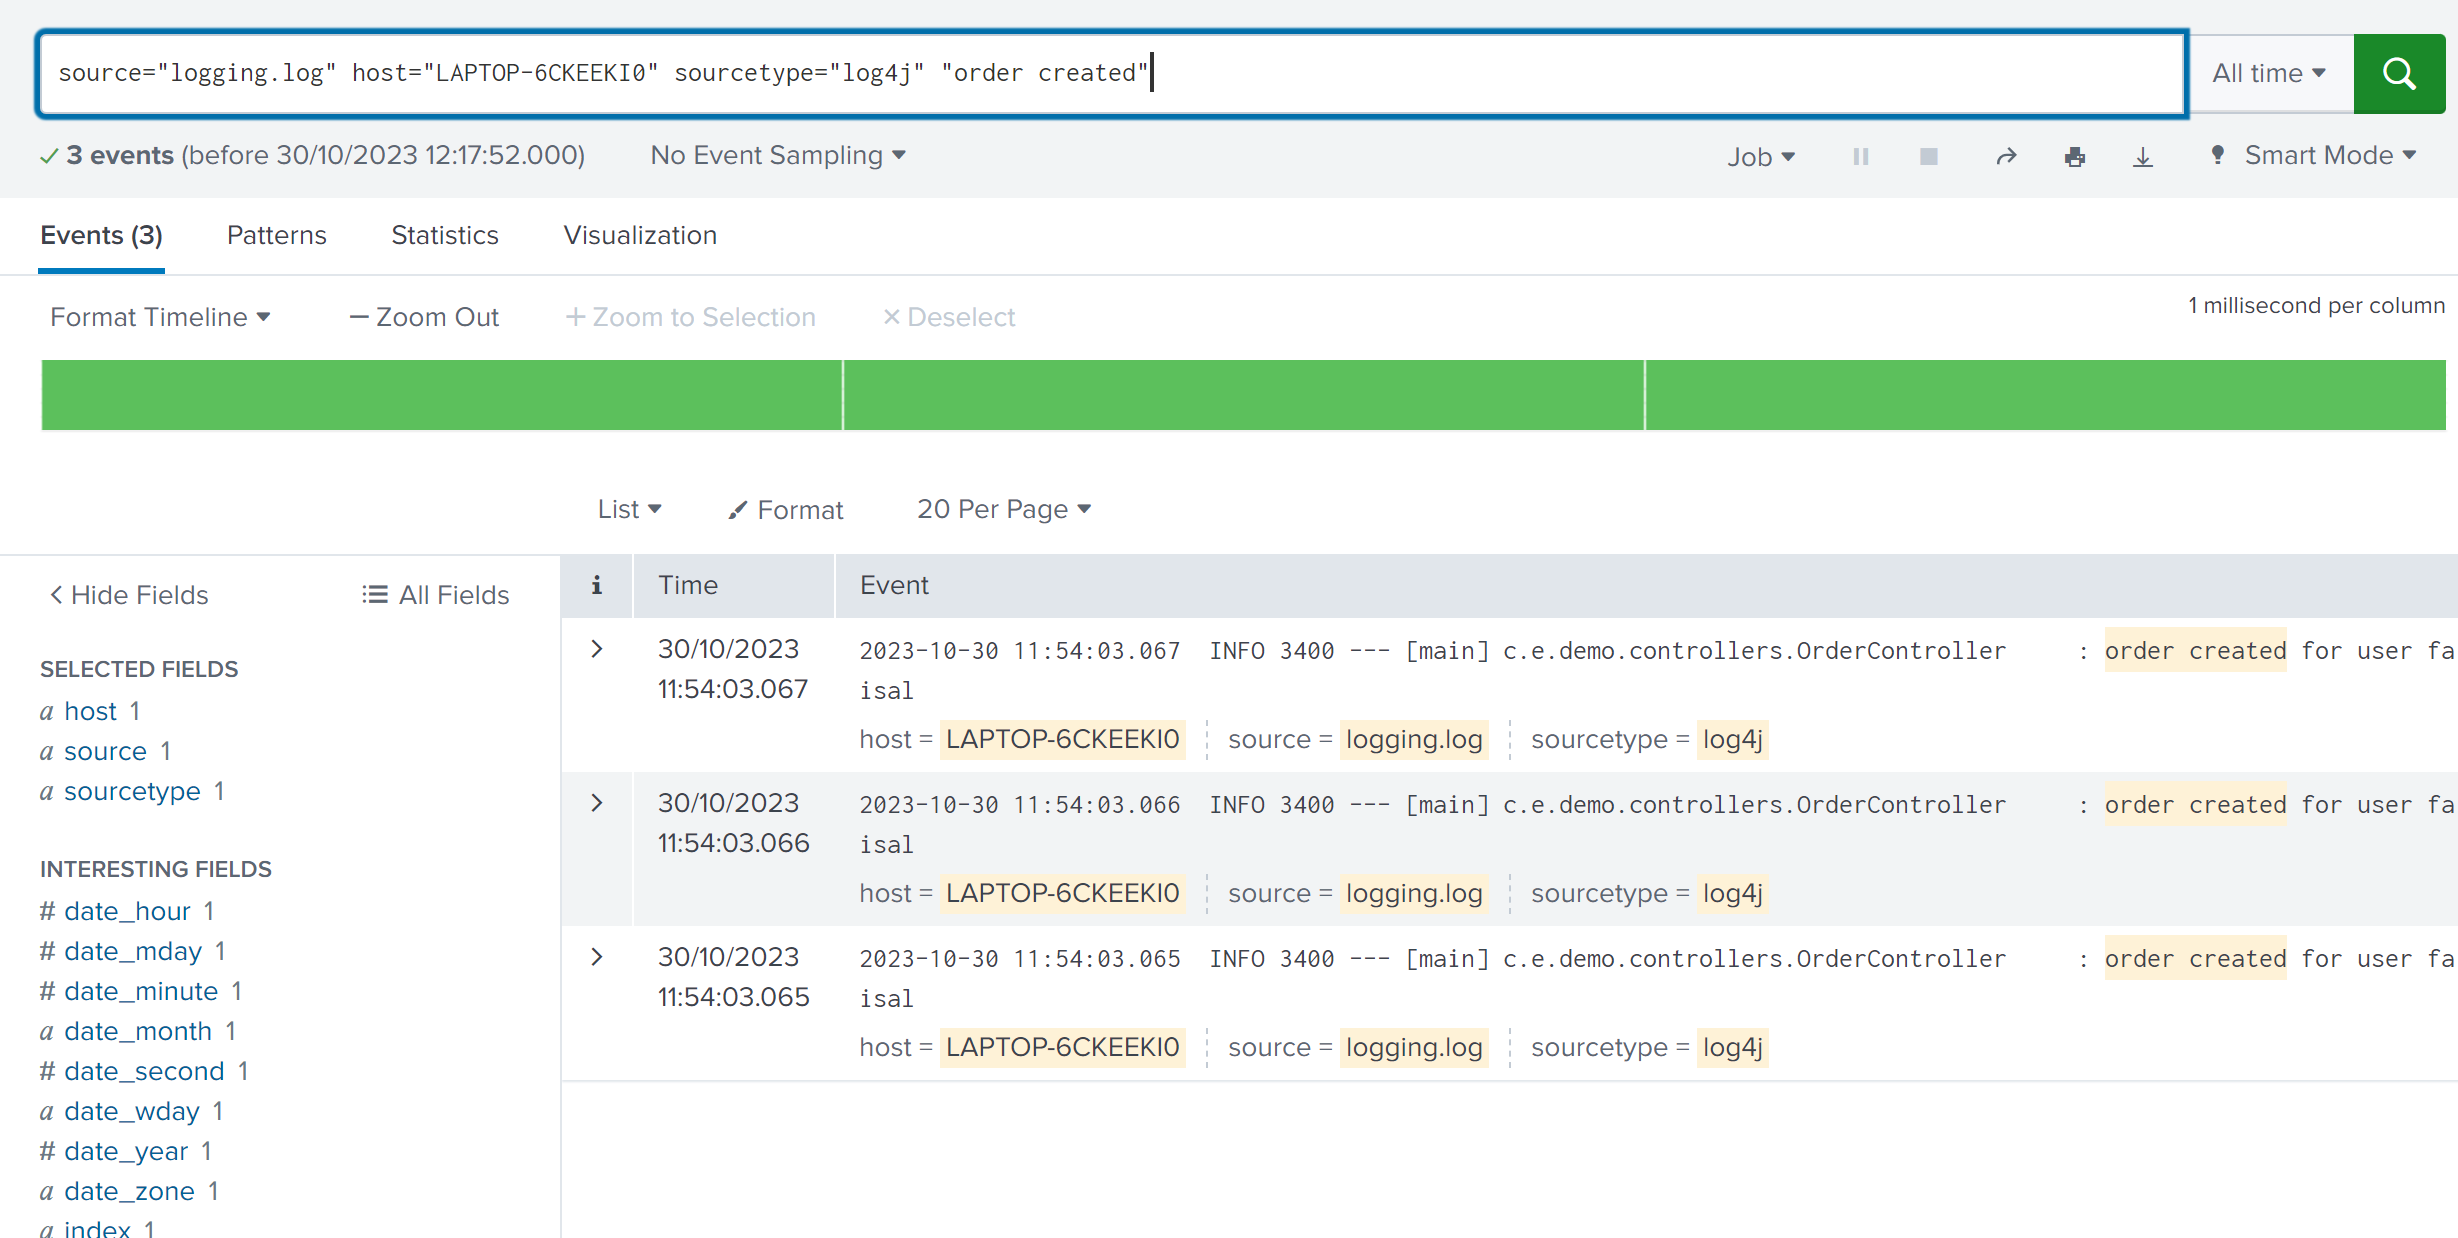 source="logging.log" host="LAPTOP-6CKEEKI0" sourcetype="log4j" "order created"
All time
3 events (before 30/10/2023 12:17:52.000)
No Event Sampling
Job
Smart Mode
Events (3)
Patterns
Statistics
Visualization
Format Timeline
— Zoom Out
+ Zoom to Selection
× Deselect
1 millisecond per column
List
Format
20 Per Page
< Hide Fields
All Fields
i
Time
Event
SELECTED FIELDS
a host 1
a source 1
a sourcetype 1
INTERESTING FIELDS
# date_hour 1
# date_mday 1
# date_minute 1
a date_month 1
# date_second 1
a date_wday 1
# date_year 1
a date_zone 1
a index 1
> 30/10/2023
11:54:03.067
2023-10-30 11:54:03.067  INFO 3400 --- [main] c.e.demo.controllers.OrderController     : order created for user fa
isal
host = LAPTOP-6CKEEKI0
source = logging.log
sourcetype = log4j
> 30/10/2023
11:54:03.066
2023-10-30 11:54:03.066  INFO 3400 --- [main] c.e.demo.controllers.OrderController     : order created for user fa
isal
host = LAPTOP-6CKEEKI0
source = logging.log
sourcetype = log4j
> 30/10/2023
11:54:03.065
2023-10-30 11:54:03.065  INFO 3400 --- [main] c.e.demo.controllers.OrderController     : order created for user fa
isal
host = LAPTOP-6CKEEKI0
source = logging.log
sourcetype = log4j